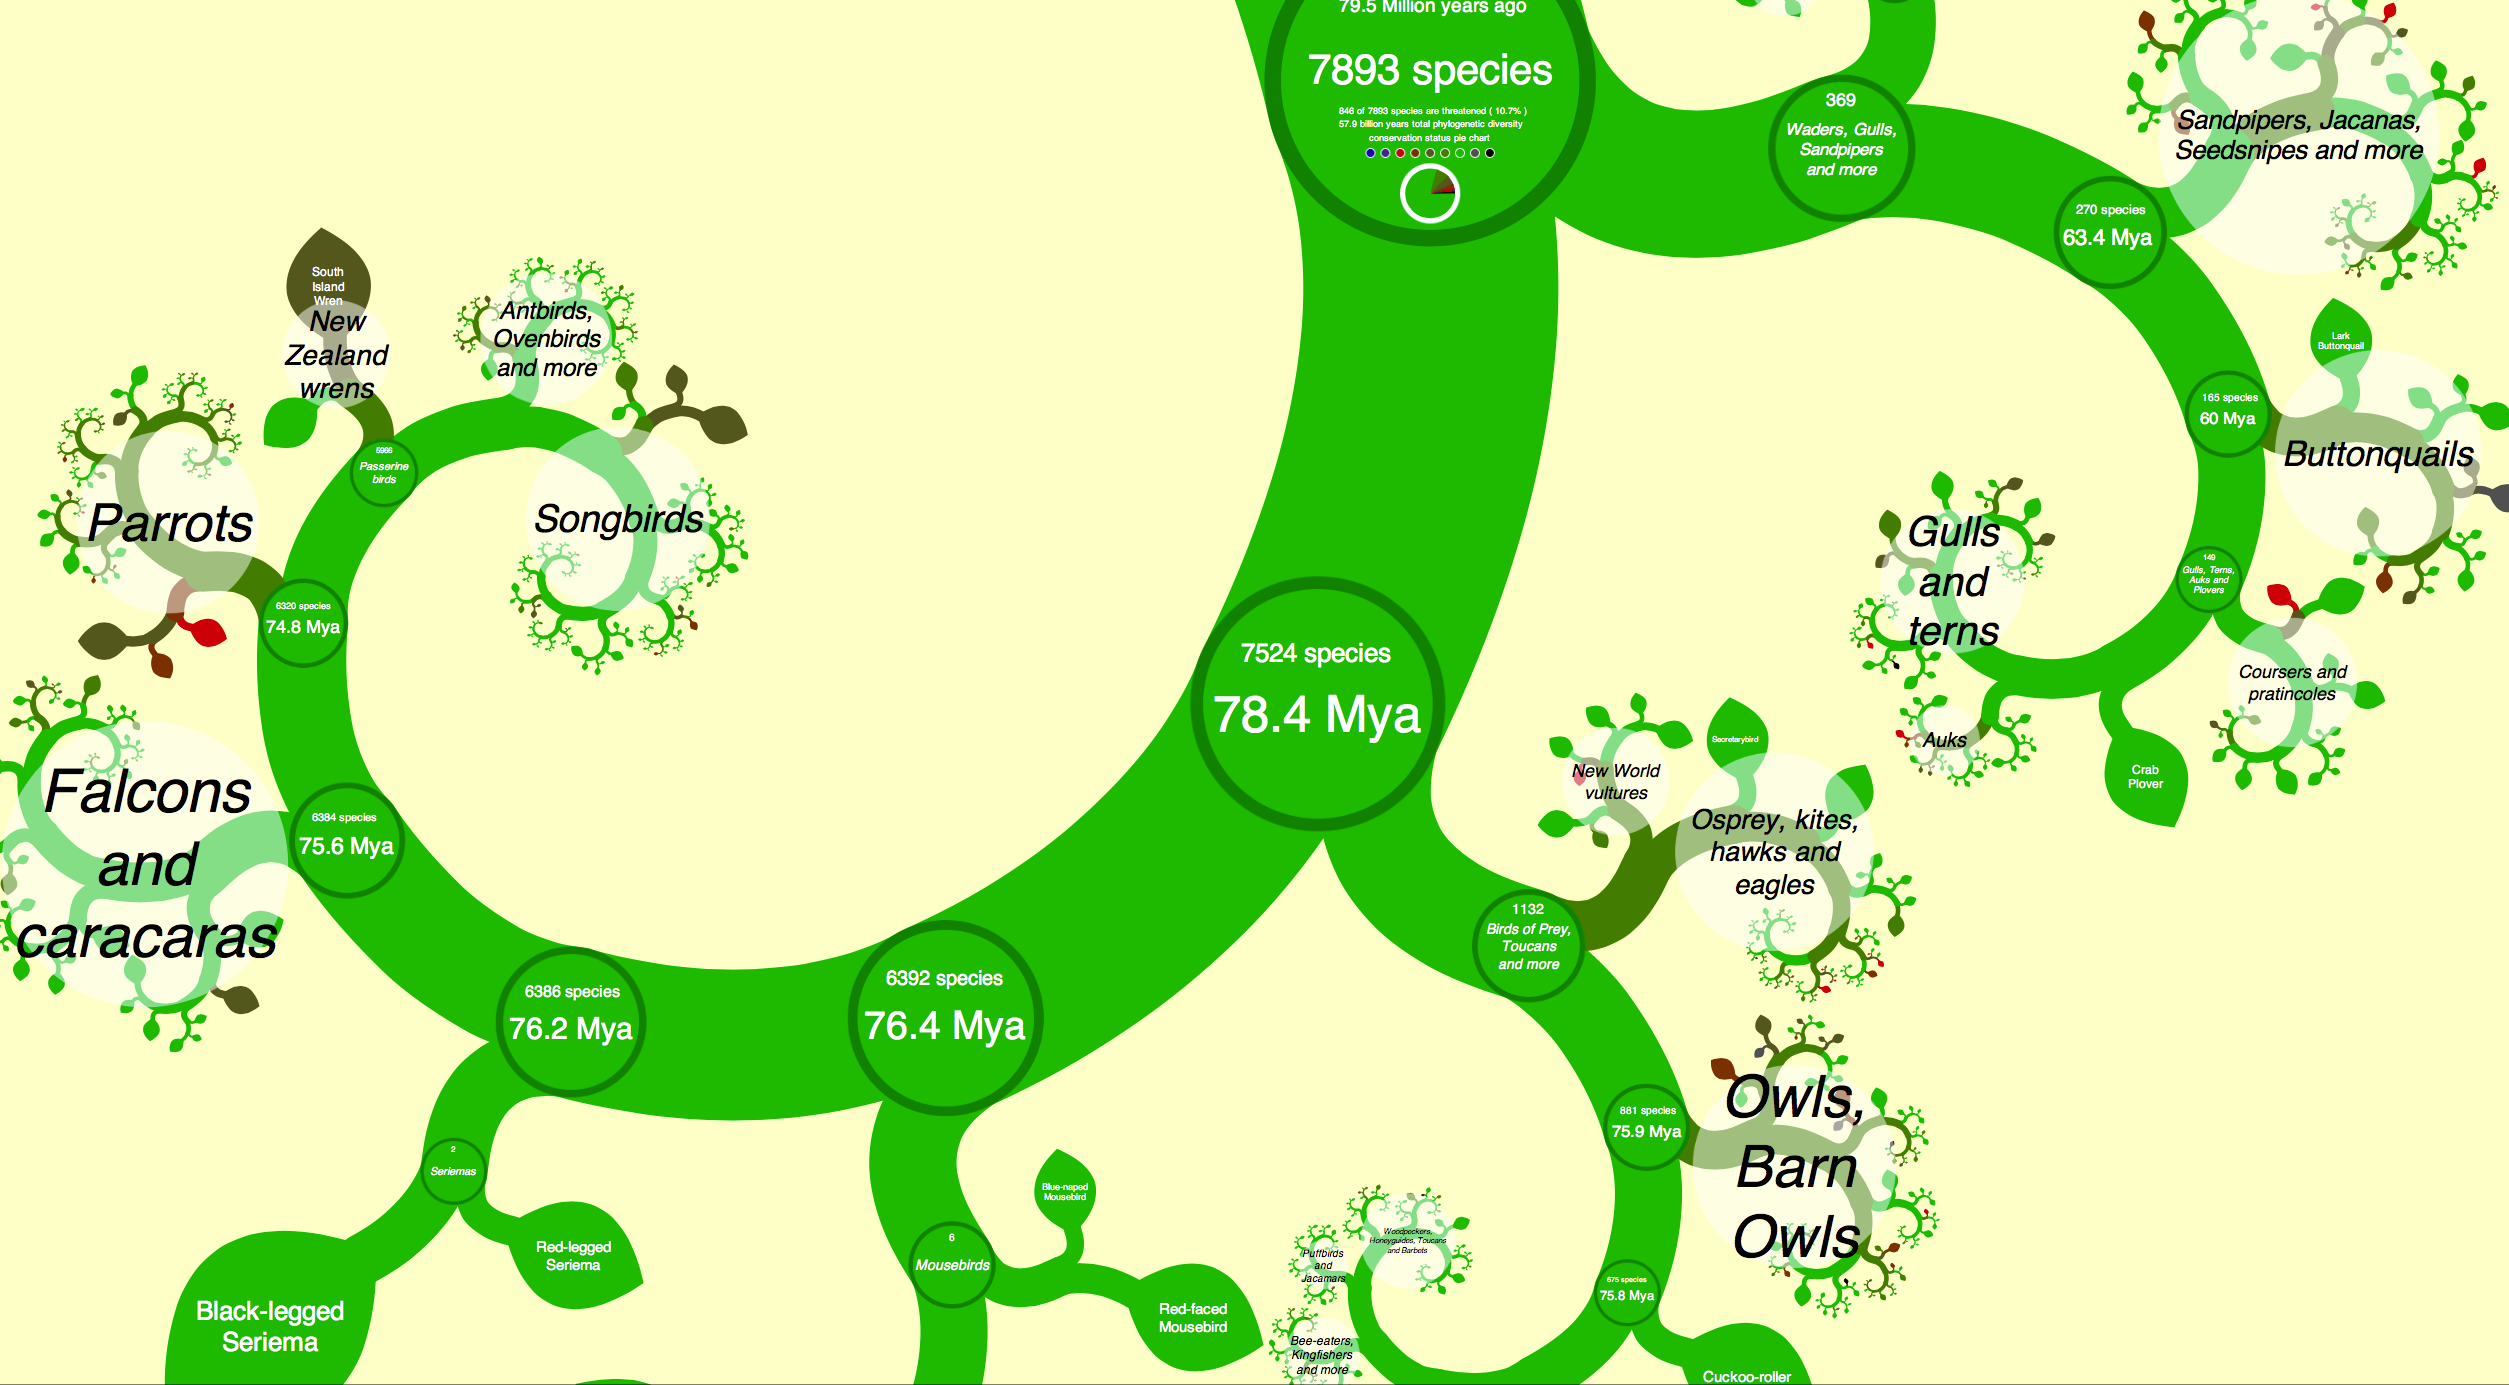 79.5 Million years ago
7893 species
846 of 7893 species are threatened ( 10.7% )
57.9 billion years total phylogenetic diversity
conservation status pie chart
369
Waders, Gulls,
Sandpipers
and more
Sandpipers, Jacanas,
Seedsnipes and more
270 species
63.4 Mya
South
Island
Wren
New
Zealand
wrens
Antbirds,
Ovenbirds
and more
Lark
Buttonquail
165 species
60 Mya
Buttonquails
5966
Passerine
birds
Parrots
Songbirds
Gulls
and
terns
149
Gulls, Terns,
Auks and
Plovers
6320 species
74.8 Mya
Coursers and
pratincoles
7524 species
78.4 Mya
Auks
Crab
Plover
Secretarybird
New World
vultures
Falcons
and
caracaras
6384 species
75.6 Mya
Osprey, kites,
hawks and
eagles
1132
Birds of Prey,
Toucans
and more
6386 species
76.2 Mya
6392 species
76.4 Mya
881 species
75.9 Mya
Owls,
Barn
Owls
2
Seriemas
Blue-naped
Mousebird
Red-legged
Seriema
6
Mousebirds
Black-legged
Seriema
Red-faced
Mousebird
Woodpeckers,
Honeyguides, Toucans
and Barbets
Puffbirds
and
Jacamars
675 species
75.8 Mya
Bee-eaters,
Kingfishers
and more
Cuckoo-roller